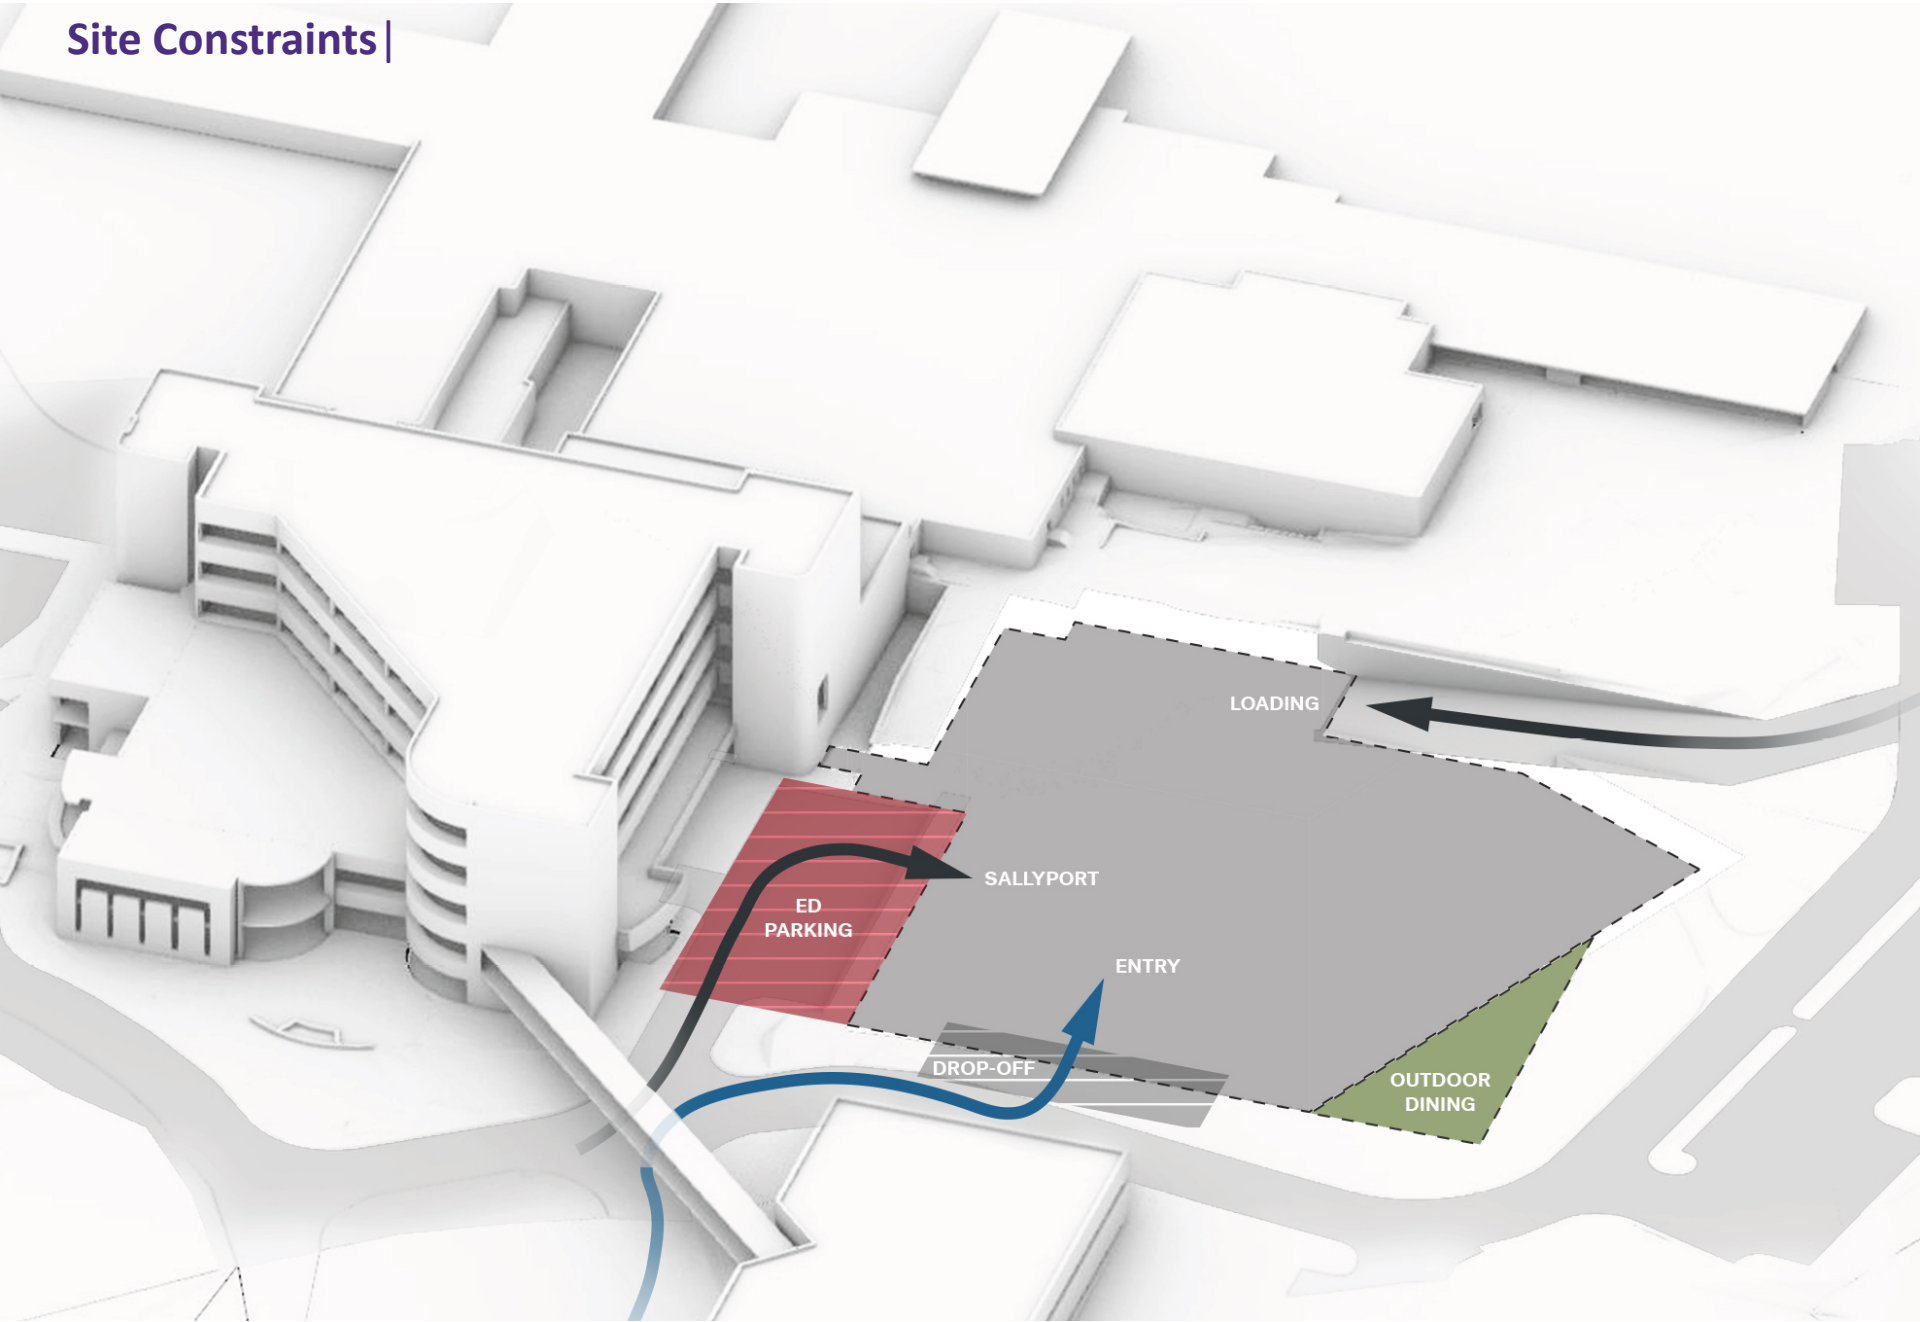 Site Constraints|
LOADING
SALLYPORT
ED
PARKING
ENTRY
DROP-OFF
OUTDOOR
DINING